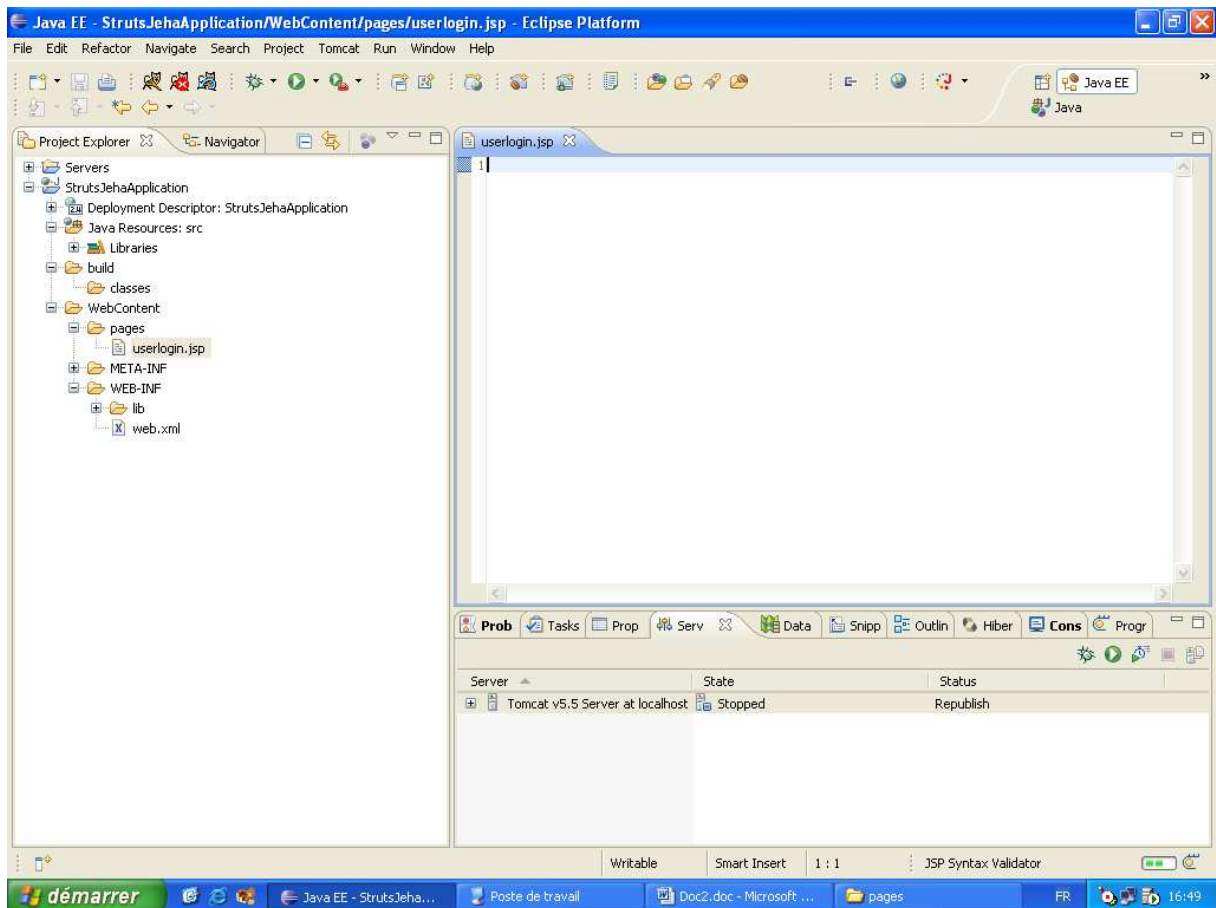 Java EE - StrutsJehaApplication/WebContent/pages/userlogin.jsp - Eclipse Platform
File Edit Refactor Navigate Search Project Tomcat Run Window Help
Java EE
»
Java
Project Explorer
Navigator
userlogin.jsp
1
Servers
StrutsJehaApplication
Deployment Descriptor: StrutsJehaApplication
Java Resources: src
Libraries
build
classes
WebContent
pages
userlogin.jsp
META-INF
WEB-INF
lib
web.xml
Prob Tasks Prop Serv Data Snipp Outlin Hiber Cons Progr
Server State Status
Tomcat v5.5 Server at localhost Stopped Republish
Writable Smart Insert 1 : 1 JSP Syntax Validator
démarrer Java EE - StrutsJeha... Poste de travail Doc2.doc - Microsoft ... pages FR 16:49